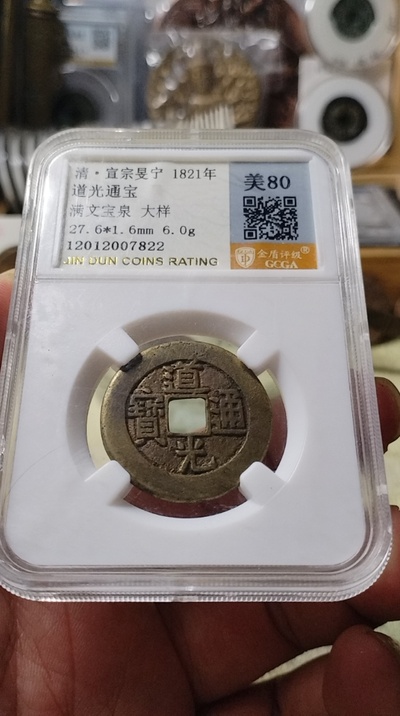 清·宣宗旻宁 1821年
道光通宝
满文宝泉 大样
27.6*1.6mm 6.0g
12012007822
JIN DUN COINS RATING
美80
金盾评级®
GCGA
道光通寶